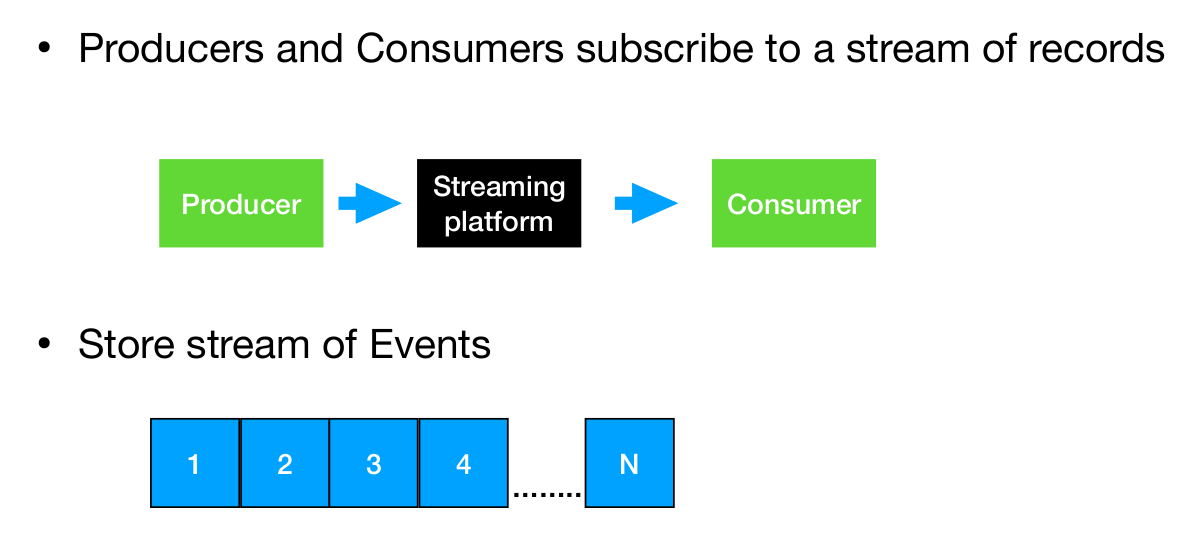 • Producers and Consumers subscribe to a stream of records
Producer
Streaming
platform
Consumer
• Store stream of Events
1 2 3 4 ........ N